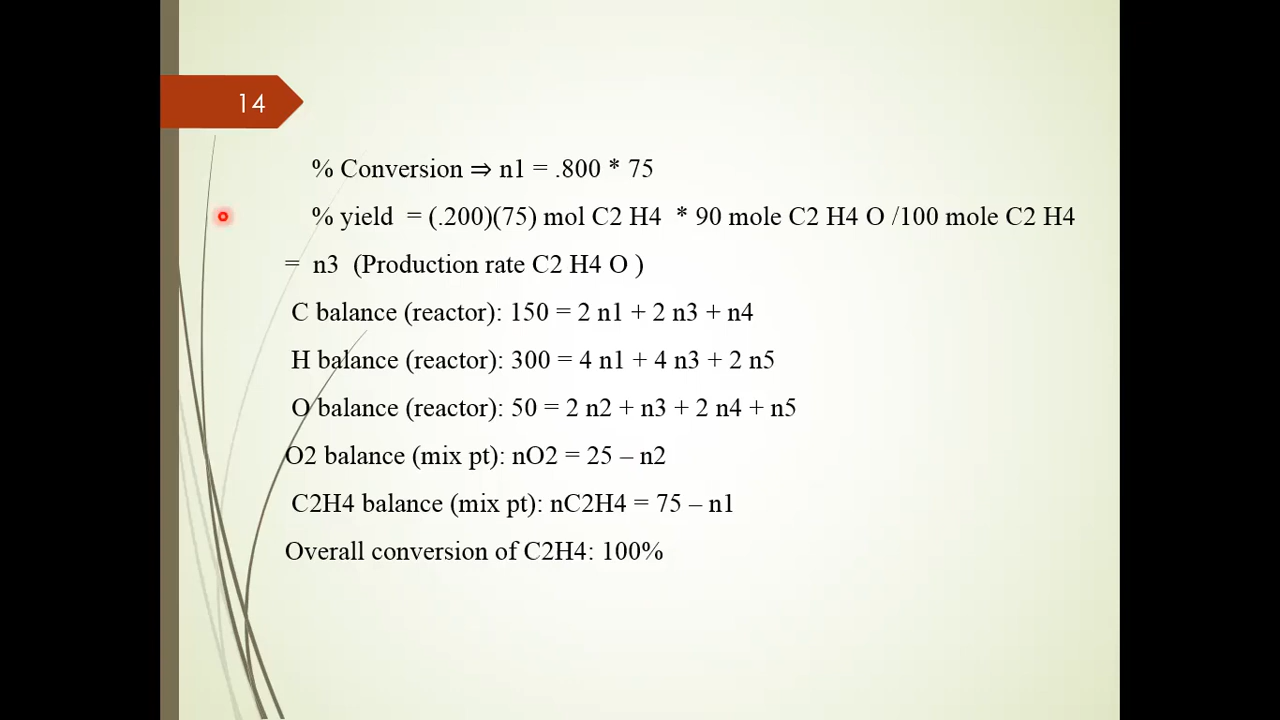 14
% Conversion ⇒ n1 = .800 * 75
% yield  = (.200)(75) mol C2 H4  * 90 mole C2 H4 O /100 mole C2 H4
=  n3  (Production rate C2 H4 O )
C balance (reactor): 150 = 2 n1 + 2 n3 + n4
H balance (reactor): 300 = 4 n1 + 4 n3 + 2 n5
O balance (reactor): 50 = 2 n2 + n3 + 2 n4 + n5
O2 balance (mix pt): nO2 = 25 – n2
C2H4 balance (mix pt): nC2H4 = 75 – n1
Overall conversion of C2H4: 100%